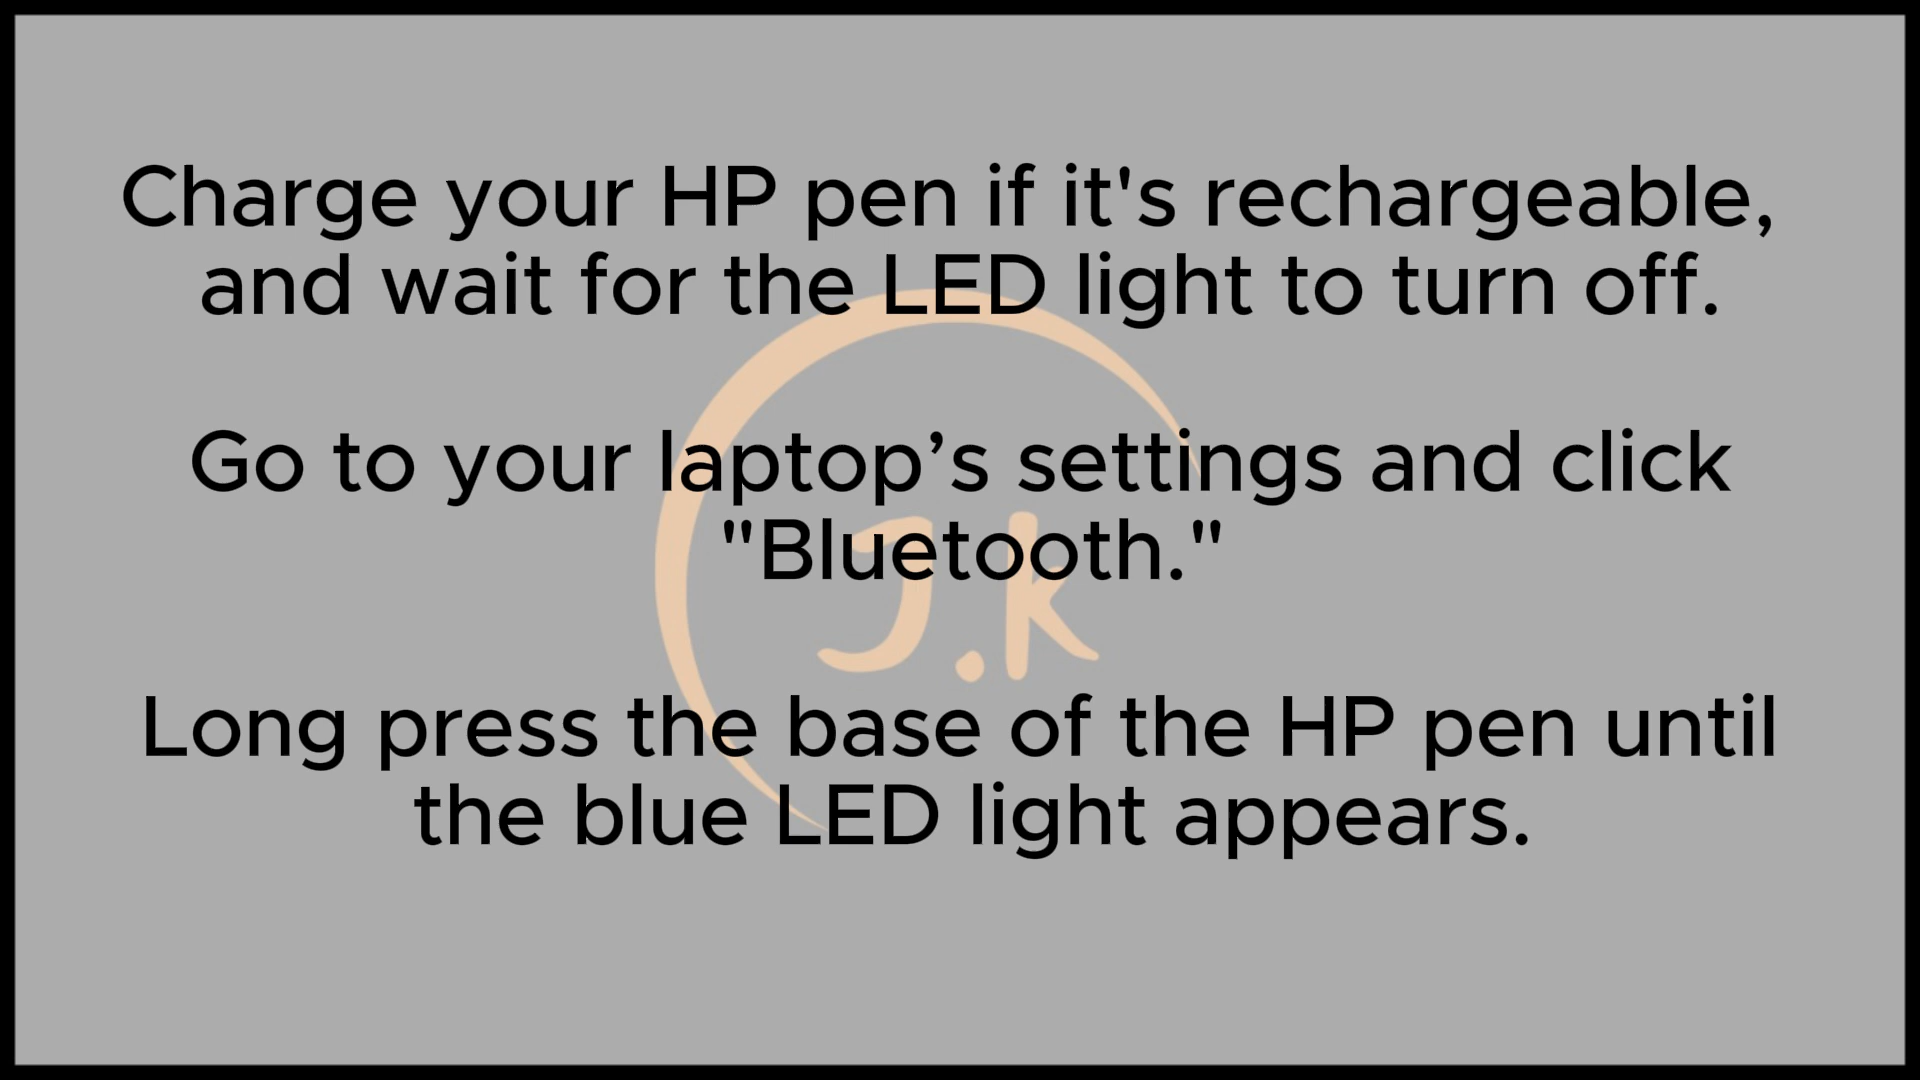 Charge your HP pen if it's rechargeable,
and wait for the LED light to turn off.
Go to your laptop’s settings and click
"Bluetooth."
J.k
Long press the base of the HP pen until
the blue LED light appears.